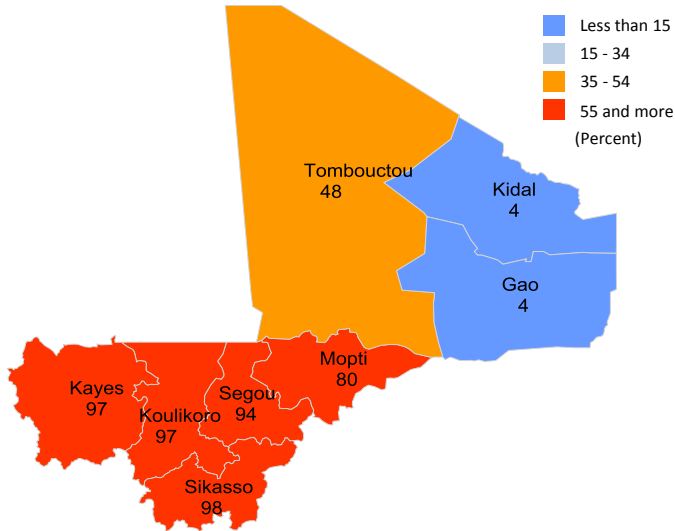 Less than 15
15 - 34
35 - 54
55 and more
(Percent)
Tombouctou
48
Kidal
4
Gao
4
Mopti
80
Kayes
97
Segou
94
Koulikoro
97
Sikasso
98